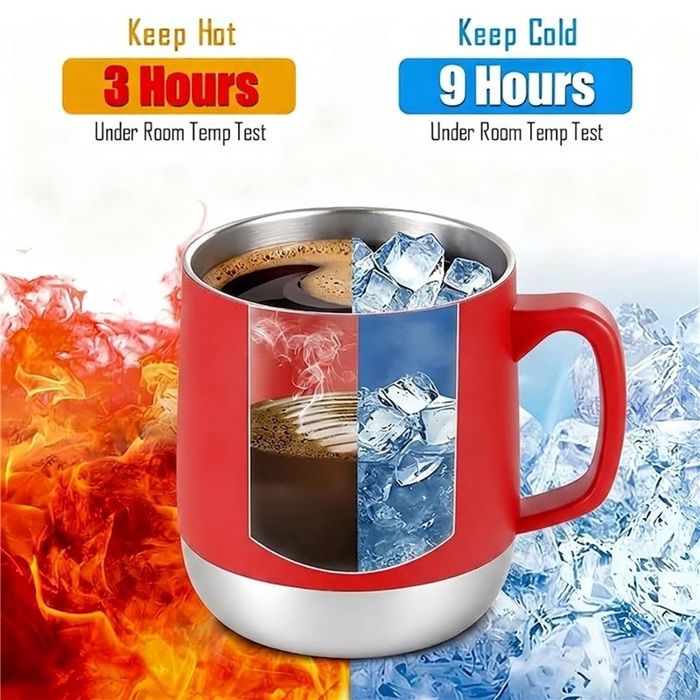 Keep Hot
3 Hours
Under Room Temp Test
Keep Cold
9 Hours
Under Room Temp Test